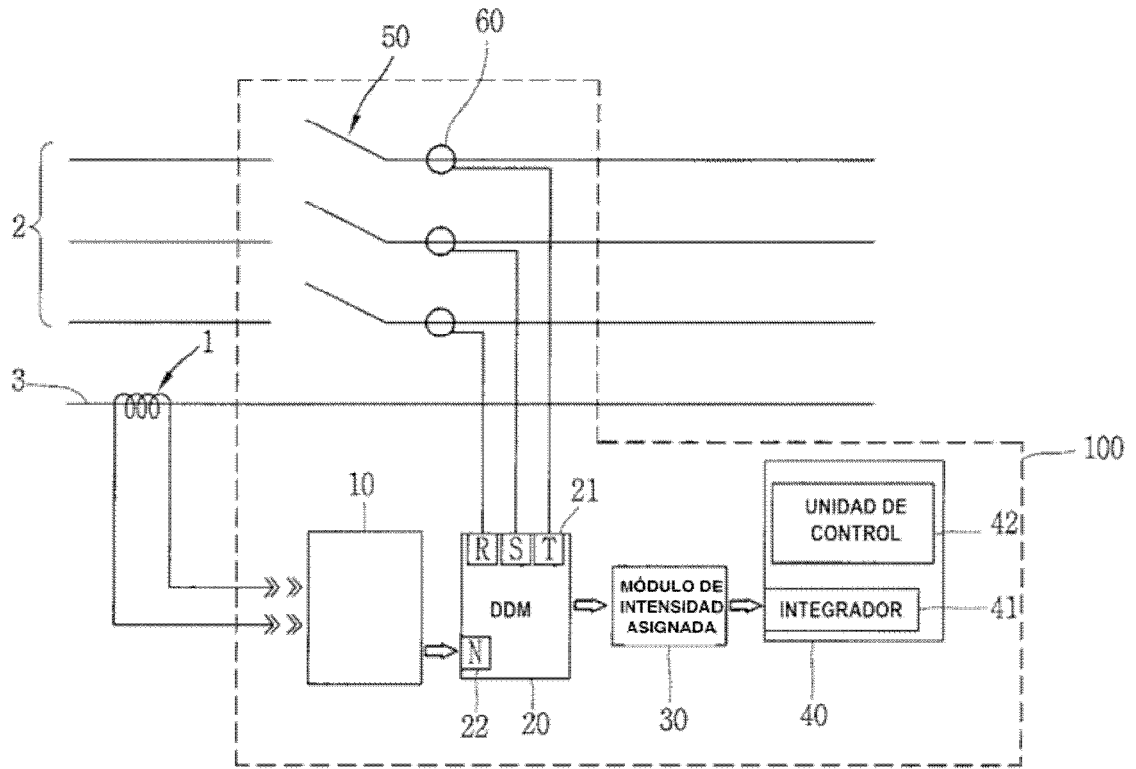 50
60
2
1
3
100
10
21
R S T
UNIDAD DE
CONTROL
42
DDM
MÓDULO DE
INTENSIDAD
ASIGNADA
INTEGRADOR
41
N
22
20
30
40